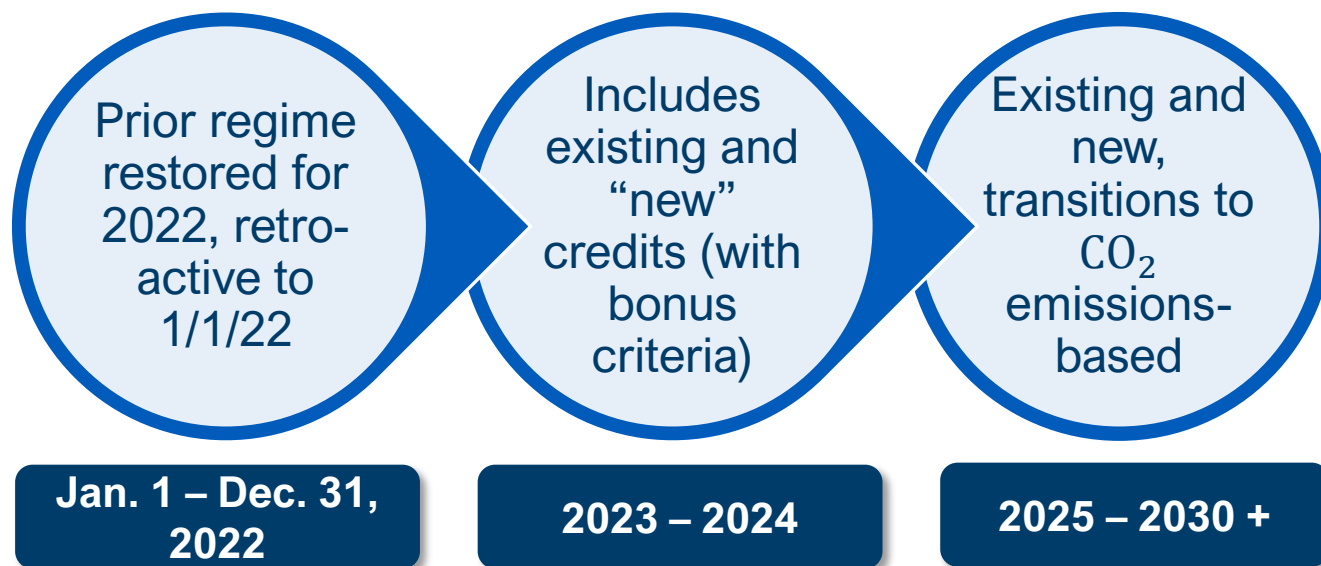 Prior regime
restored for
2022, retro-
active to
1/1/22
Includes
existing and
“new”
credits (with
bonus
criteria)
Existing and
new,
transitions to
CO₂
emissions-
based
Jan. 1 – Dec. 31,
2022
2023 – 2024
2025 – 2030 +